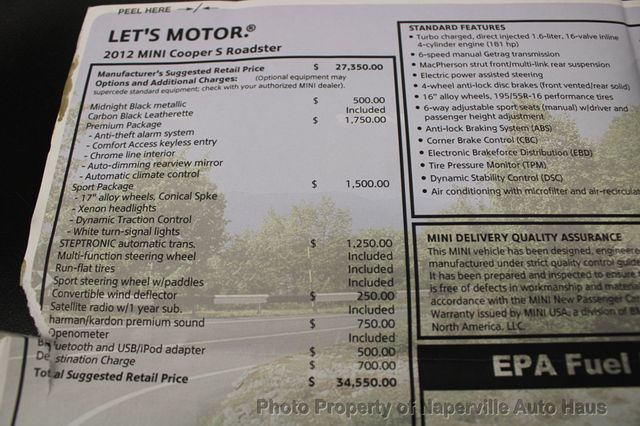 PEEL HERE
LET'S MOTOR.®
2012 MINI Cooper S Roadster
Manufacturer's Suggested Retail Price $ 27,350.00
Options and Additional Charges: (Optional equipment may
supercede standard equipment; check with your authorized MINI dealer).
Midnight Black metallic $ 500.00
Carbon Black Leatherette Included
Premium Package $ 1,750.00
- Anti-theft alarm system
- Comfort Access keyless entry
- Chrome line interior
- Auto-dimming rearview mirror
- Automatic climate control
Sport Package $ 1,500.00
- 17" alloy wheels, Conical Spke
- Xenon headlights
- Dynamic Traction Control
- White turn-signal lights
STEPTRONIC automatic trans. $ 1,250.00
Multi-function steering wheel Included
Run-flat tires Included
Sport steering wheel w/paddles Included
Convertible wind deflector $ 250.00
Satellite radio w/1 year sub. Included
harman/kardon premium sound $ 750.00
Openometer Included
Bluetooth and USB/iPod adapter $ 500.00
Destination Charge $ 700.00
Total Suggested Retail Price $ 34,550.00
STANDARD FEATURES
• Turbo charged, direct injected 1.6-liter, 16-valve inline
4-cylinder engine (181 hp)
• 6-speed manual Getrag transmission
• MacPherson strut front/multi-link rear suspension
• Electric power assisted steering
• 4-wheel anti-lock disc brakes (front vented/rear solid)
• 16" alloy wheels, 195/55R-16 performance tires
• 6-way adjustable sport seats (manual) w/driver and
passenger height adjustment
• Anti-lock Braking System (ABS)
• Corner Brake Control (CBC)
• Electronic Brakeforce Distribution (EBD)
• Tire Pressure Monitor (TPM)
• Dynamic Stability Control (DSC)
• Air conditioning with microfilter and air-recirculat
MINI DELIVERY QUALITY ASSURANCE
This MINI vehicle has been designed, engineere
manufactured under strict quality control guide
It has been prepared and inspected to ensure
is free of defects in workmanship and materia
accordance with the MINI New Passenger C
Warranty issued by MINI USA, a division of BM
North America, LLC.
EPA Fuel
Photo Property of Naperville Auto Haus